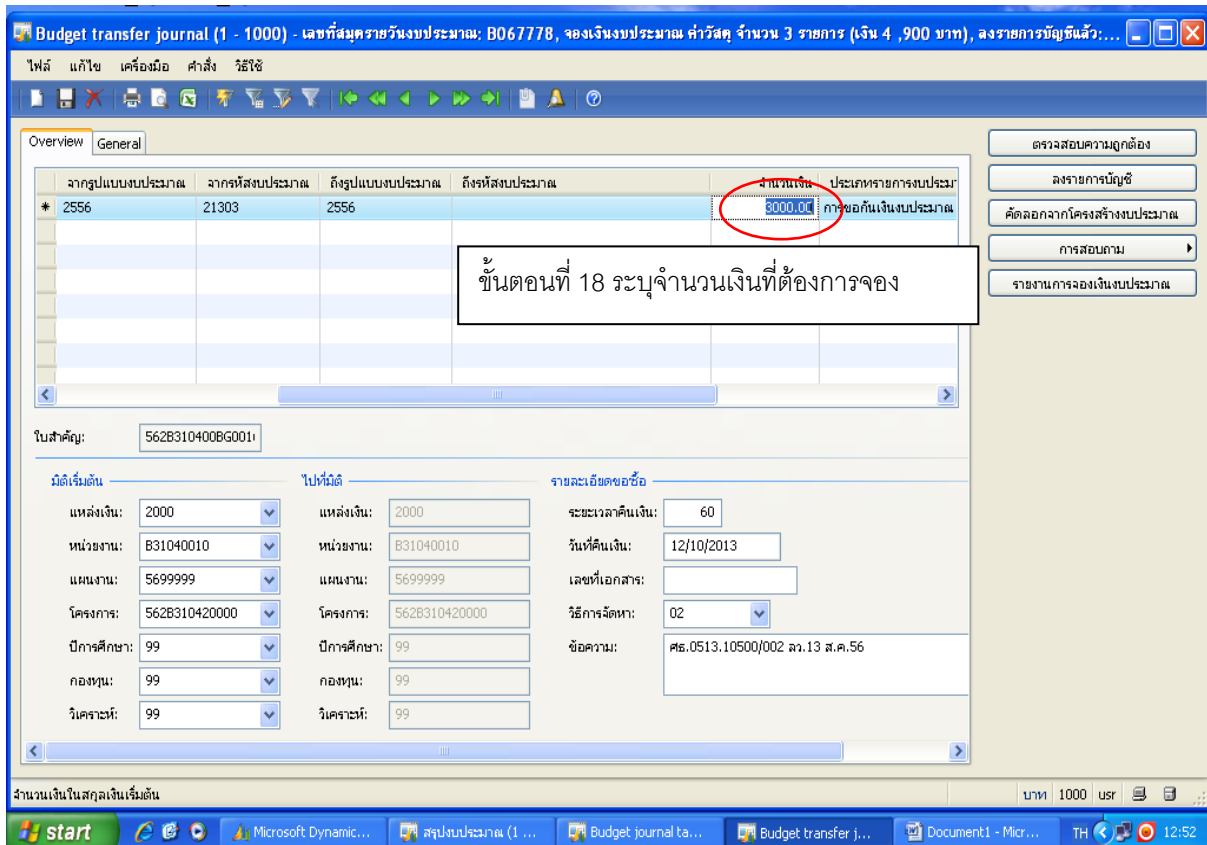 Budget transfer journal (1 - 1000) - เลขที่สมุดรายวันงบประมาณ: B067778, จองเงินงบประมาณ ค่าวัสดุ จำนวน 3 รายการ (เงิน 4 ,900 บาท), ลงรายการบัญชีแล้ว:...
ไฟล์ แก้ไข เครื่องมือ คำสั่ง วิธีใช้
Overview General
ตรวจสอบความถูกต้อง
ลงรายการบัญชี
คัดลอกจากโครงสร้างงบประมาณ
การสอบถาม
รายงานการจองเงินงบประมาณ
จากรูปแบบงบประมาณ จากรหัสงบประมาณ ถึงรูปแบบงบประมาณ ถึงรหัสงบประมาณ จำนวนเงิน ประเภทรายการงบประมา
* 2556 21303 2556 3000.00 การขอกันเงินงบประมาณ
ขั้นตอนที่ 18 ระบุจำนวนเงินที่ต้องการจอง
ใบสำคัญ: 562B310400BG001
มิติเริ่มต้น ไปที่มิติ รายละเอียดขอซื้อ
แหล่งเงิน: 2000 แหล่งเงิน: 2000 ระยะเวลาคืนเงิน: 60
หน่วยงาน: B31040010 หน่วยงาน: B31040010 วันที่คืนเงิน: 12/10/2013
แผนงาน: 5699999 แผนงาน: 5699999 เลขที่เอกสาร:
โครงการ: 562B310420000 โครงการ: 562B310420000 วิธีการจัดหา: 02
ปีการศึกษา: 99 ปีการศึกษา: 99 ข้อความ: ศธ.0513.10500/002 ลว.13 ส.ค.56
กองทุน: 99 กองทุน: 99
วิเคราะห์: 99 วิเคราะห์: 99
จำนวนเงินในสกุลเงินเริ่มต้น บาท 1000 usr
start Microsoft Dynamic... สรุปงบประมาณ (1 ... Budget journal ta... Budget transfer j... Document1 - Micr... TH 12:52